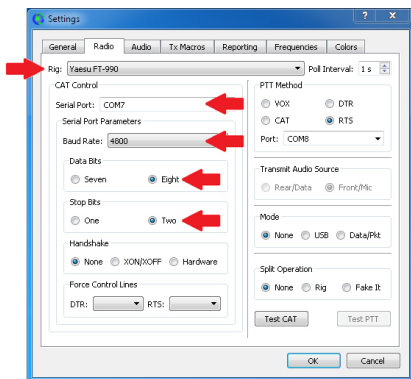 Settings
? X
General Radio Audio Tx Macros Reporting Frequencies Colors
Rig: Yaesu FT-990 Poll Interval: 1 s
CAT Control
Serial Port: COM7
Serial Port Parameters
Baud Rate: 4800
Data Bits
Seven Eight
Stop Bits
One Two
Handshake
None XON/XOFF Hardware
Force Control Lines
DTR: RTS:
PTT Method
VOX DTR
CAT RTS
Port: COM8
Transmit Audio Source
Rear/Data Front/Mic
Mode
None USB Data/Pkt
Split Operation
None Rig Fake It
Test CAT Test PTT
OK Cancel